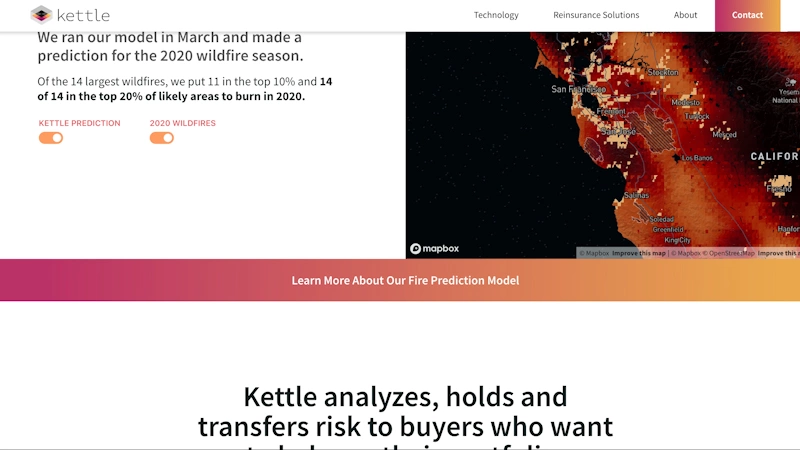 kettle
Technology
Reinsurance Solutions
About
Contact
We ran our model in March and made a
prediction for the 2020 wildfire season.
Of the 14 largest wildfires, we put 11 in the top 10% and 14
of 14 in the top 20% of likely areas to burn in 2020.
KETTLE PREDICTION
2020 WILDFIRES
Stockton
San Francisco
Yosem
National
Fremont
Modesto
San Jose
Turlock
Merced
Los Banos
CALIFOR
Fresno
Salinas
Soledad
Greenfield
Hanfor
King City
mapbox
© Mapbox Improve this map | © Mapbox © OpenStreetMap Improve this m
Learn More About Our Fire Prediction Model
Kettle analyzes, holds and
transfers risk to buyers who want